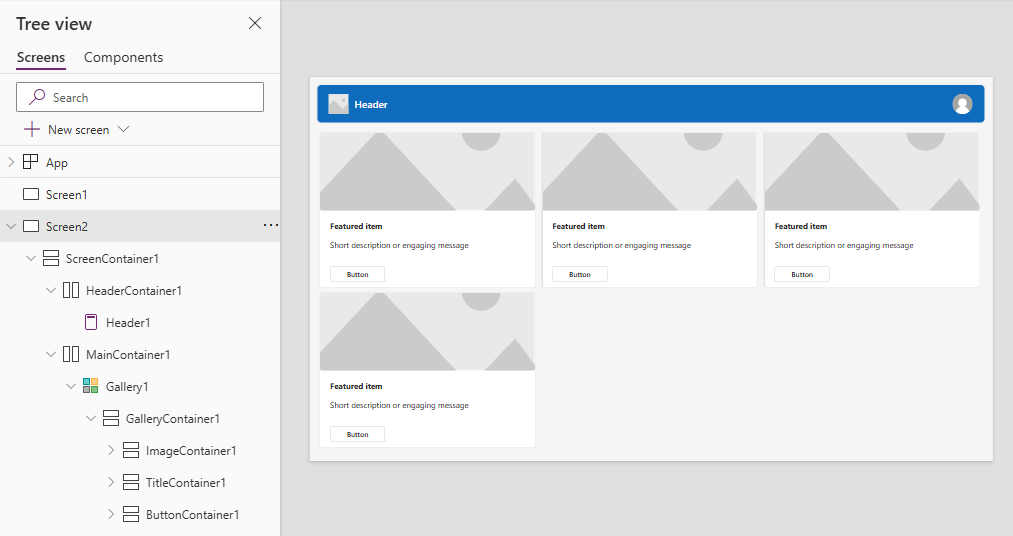 Tree view
Screens Components
Search
New screen
App
Screen1
Screen2
ScreenContainer1
HeaderContainer1
Header1
MainContainer1
Gallery1
GalleryContainer1
ImageContainer1
TitleContainer1
ButtonContainer1
Header
Featured item
Short description or engaging message
Button
Featured item
Short description or engaging message
Button
Featured item
Short description or engaging message
Button
Featured item
Short description or engaging message
Button